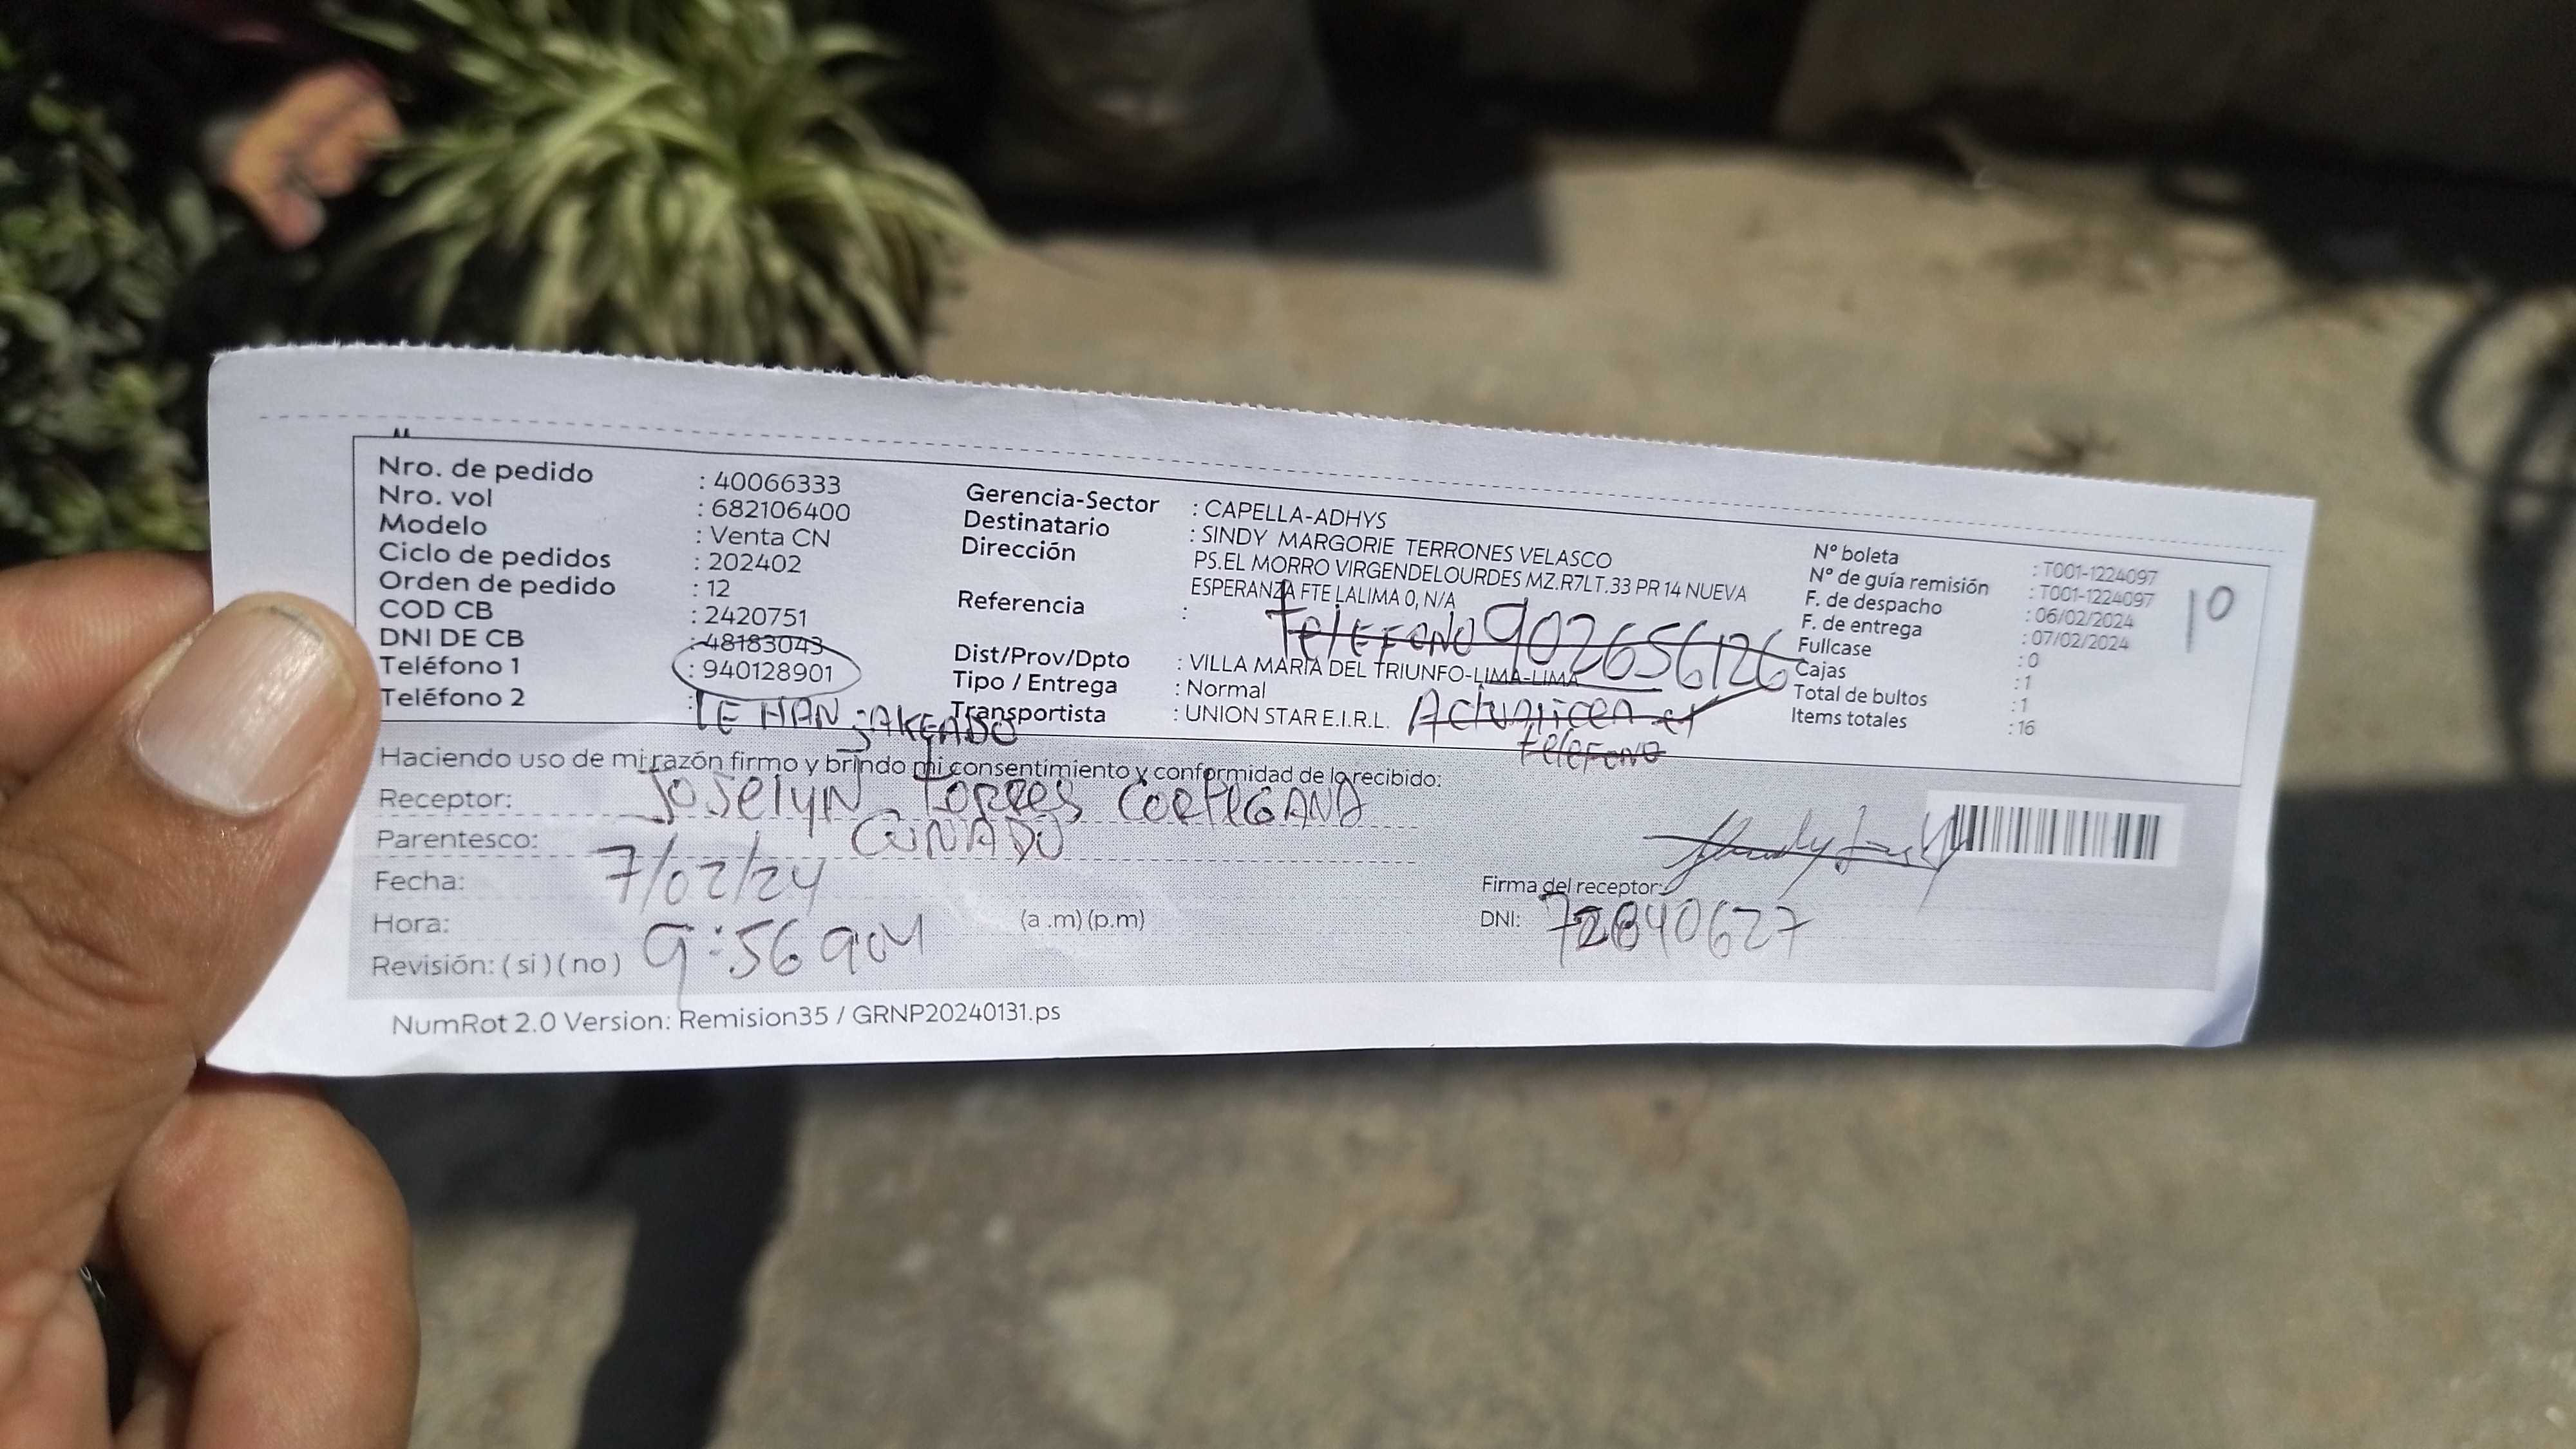 Nro. de pedido : 40066333
Nro. vol : 682106400
Modelo : Venta CN
Ciclo de pedidos : 202402
Orden de pedido : 12
COD CB : 2420751
DNI DE CB : 48183043
Teléfono 1 : 940128901
Teléfono 2 :
LE HAN JAKEADO
Gerencia-Sector : CAPELLA-ADHYS
Destinatario : SINDY MARGORIE TERRONES VELASCO
Dirección : PS.EL MORRO VIRGENDELOURDES MZ.R7LT.33 PR 14 NUEVA
ESPERANZA FTE LALIMA 0, N/A
Referencia :
TELEFONO 902656126
Dist/Prov/Dpto : VILLA MARIA DEL TRIUNFO-LIMA-LIMA
Tipo / Entrega : Normal
Transportista : UNION STAR E.I.R.L.
Actualicen el
telefono
N° boleta : T001-1224097
N° de guía remisión : T001-1224097
F. de despacho : 06/02/2024
F. de entrega : 07/02/2024
Fullcase : 0
Cajas : 1
Total de bultos : 1
Items totales : 16
10
Haciendo uso de mi razón firmo y brindo mi consentimiento y conformidad de lo recibido:
Receptor: Joselyn Torres CORTEGANA
Parentesco: CUÑADO
Fecha: 7/02/24
Hora: 9:56 am (a .m) (p.m)
Revisión: ( si ) ( no )
Firma del receptor:
DNI: 72840627
NumRot 2.0 Version: Remision35 / GRNP20240131.ps